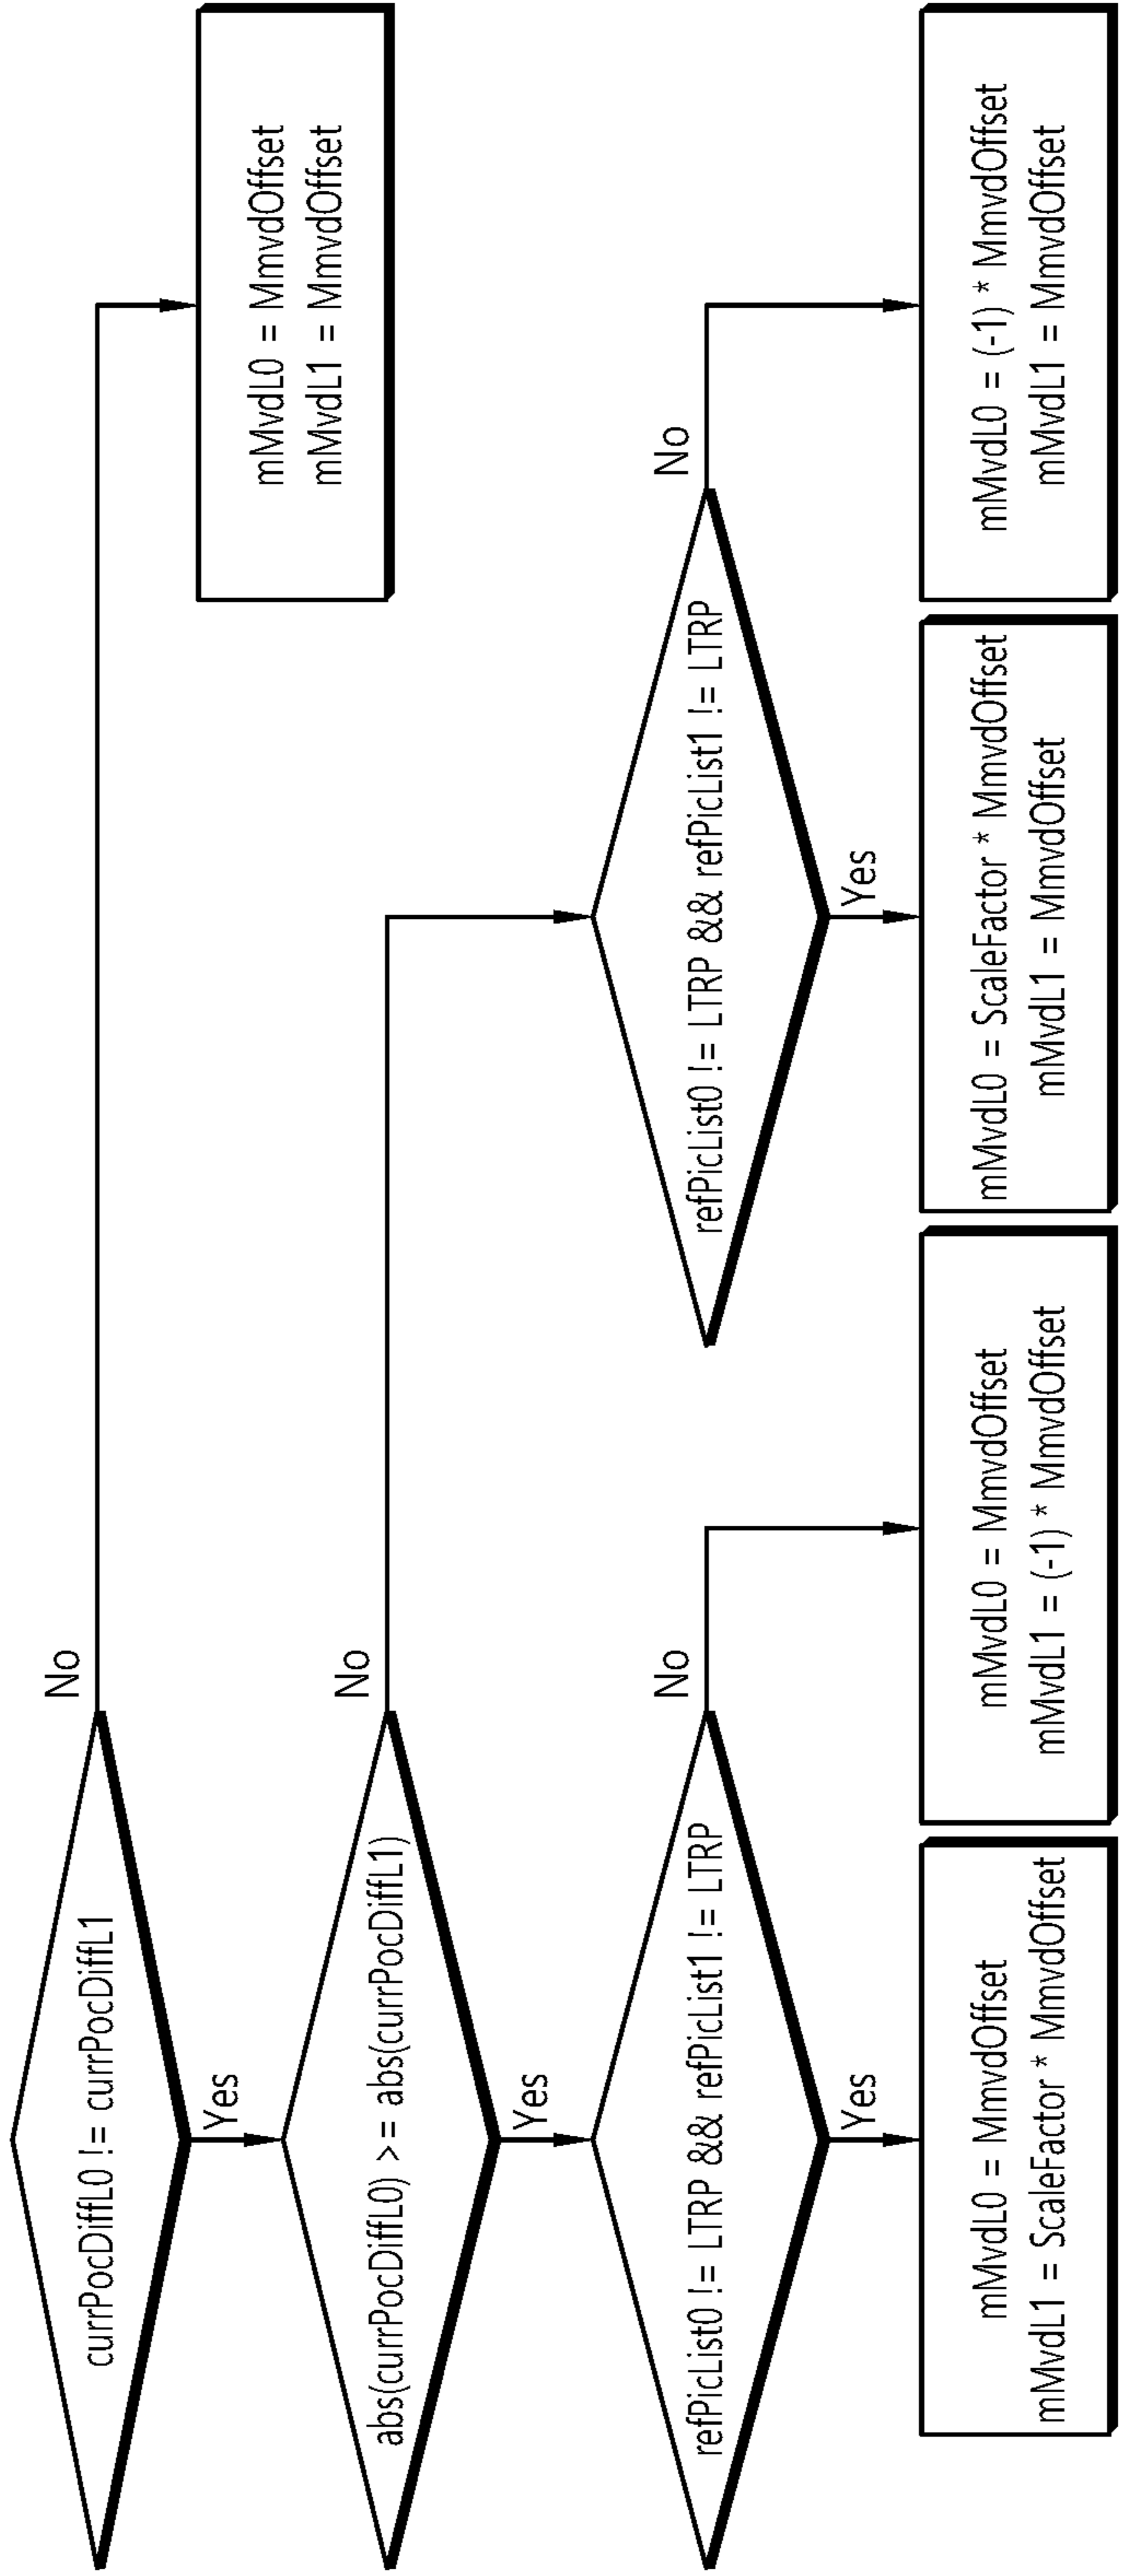 currPocDiffL0 != currPocDiffL1
No
Yes
mMvdL0 = MmvdOffset
mMvdL1 = MmvdOffset
abs(currPocDiffL0) >= abs(currPocDiffL1)
No
Yes
refPicList0 != LTRP && refPicList1 != LTRP
No
Yes
refPicList0 != LTRP && refPicList1 != LTRP
No
Yes
mMvdL0 = MmvdOffset
mMvdL1 = ScaleFactor * MmvdOffset
mMvdL0 = MmvdOffset
mMvdL1 = (-1) * MmvdOffset
mMvdL0 = ScaleFactor * MmvdOffset
mMvdL1 = MmvdOffset
mMvdL0 = (-1) * MmvdOffset
mMvdL1 = MmvdOffset